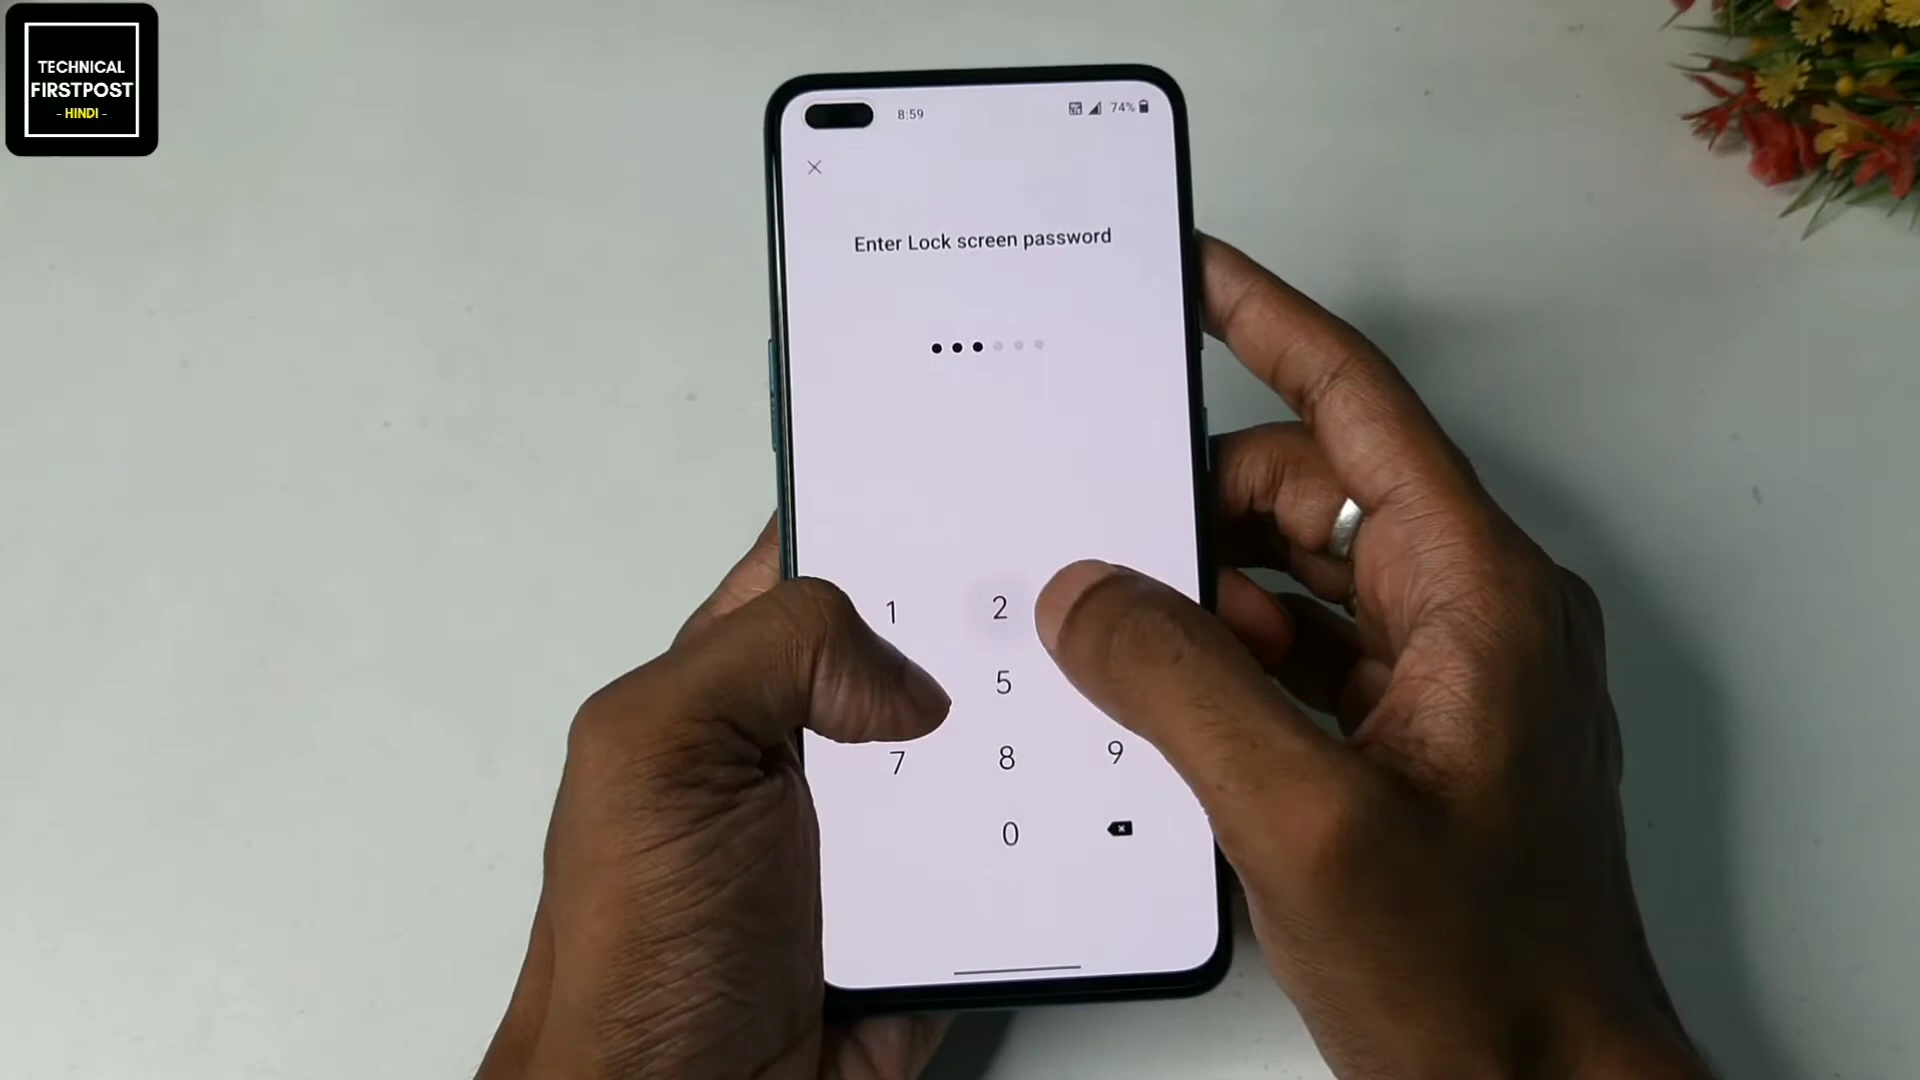 TECHNICAL
FIRSTPOST
- HINDI -
8:59
74%
Enter Lock screen password
1 2
5
7 8 9
0